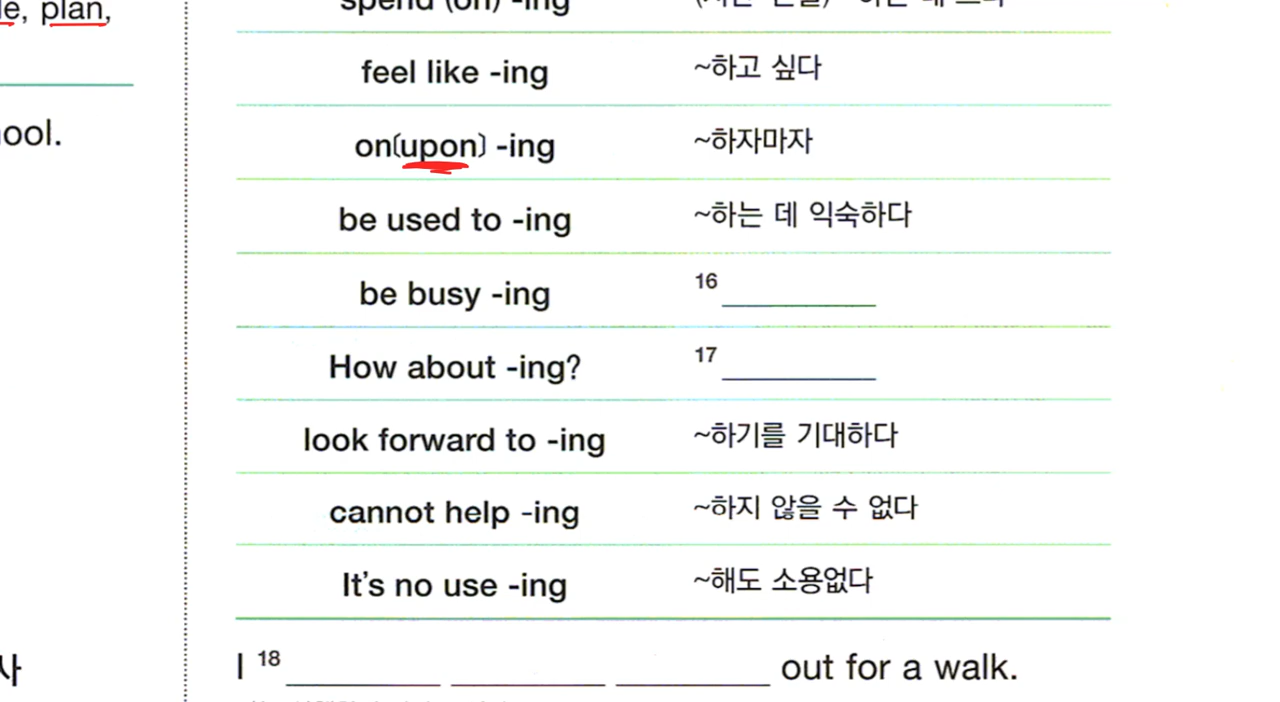 plan,
spend (on) -ing
feel like -ing ~하고 싶다
on(upon) -ing ~하자마자
ool.
be used to -ing ~하는 데 익숙하다
be busy -ing 16
How about -ing? 17
look forward to -ing ~하기를 기대하다
cannot help -ing ~하지 않을 수 없다
It's no use -ing ~해도 소용없다
사
I 18 out for a walk.